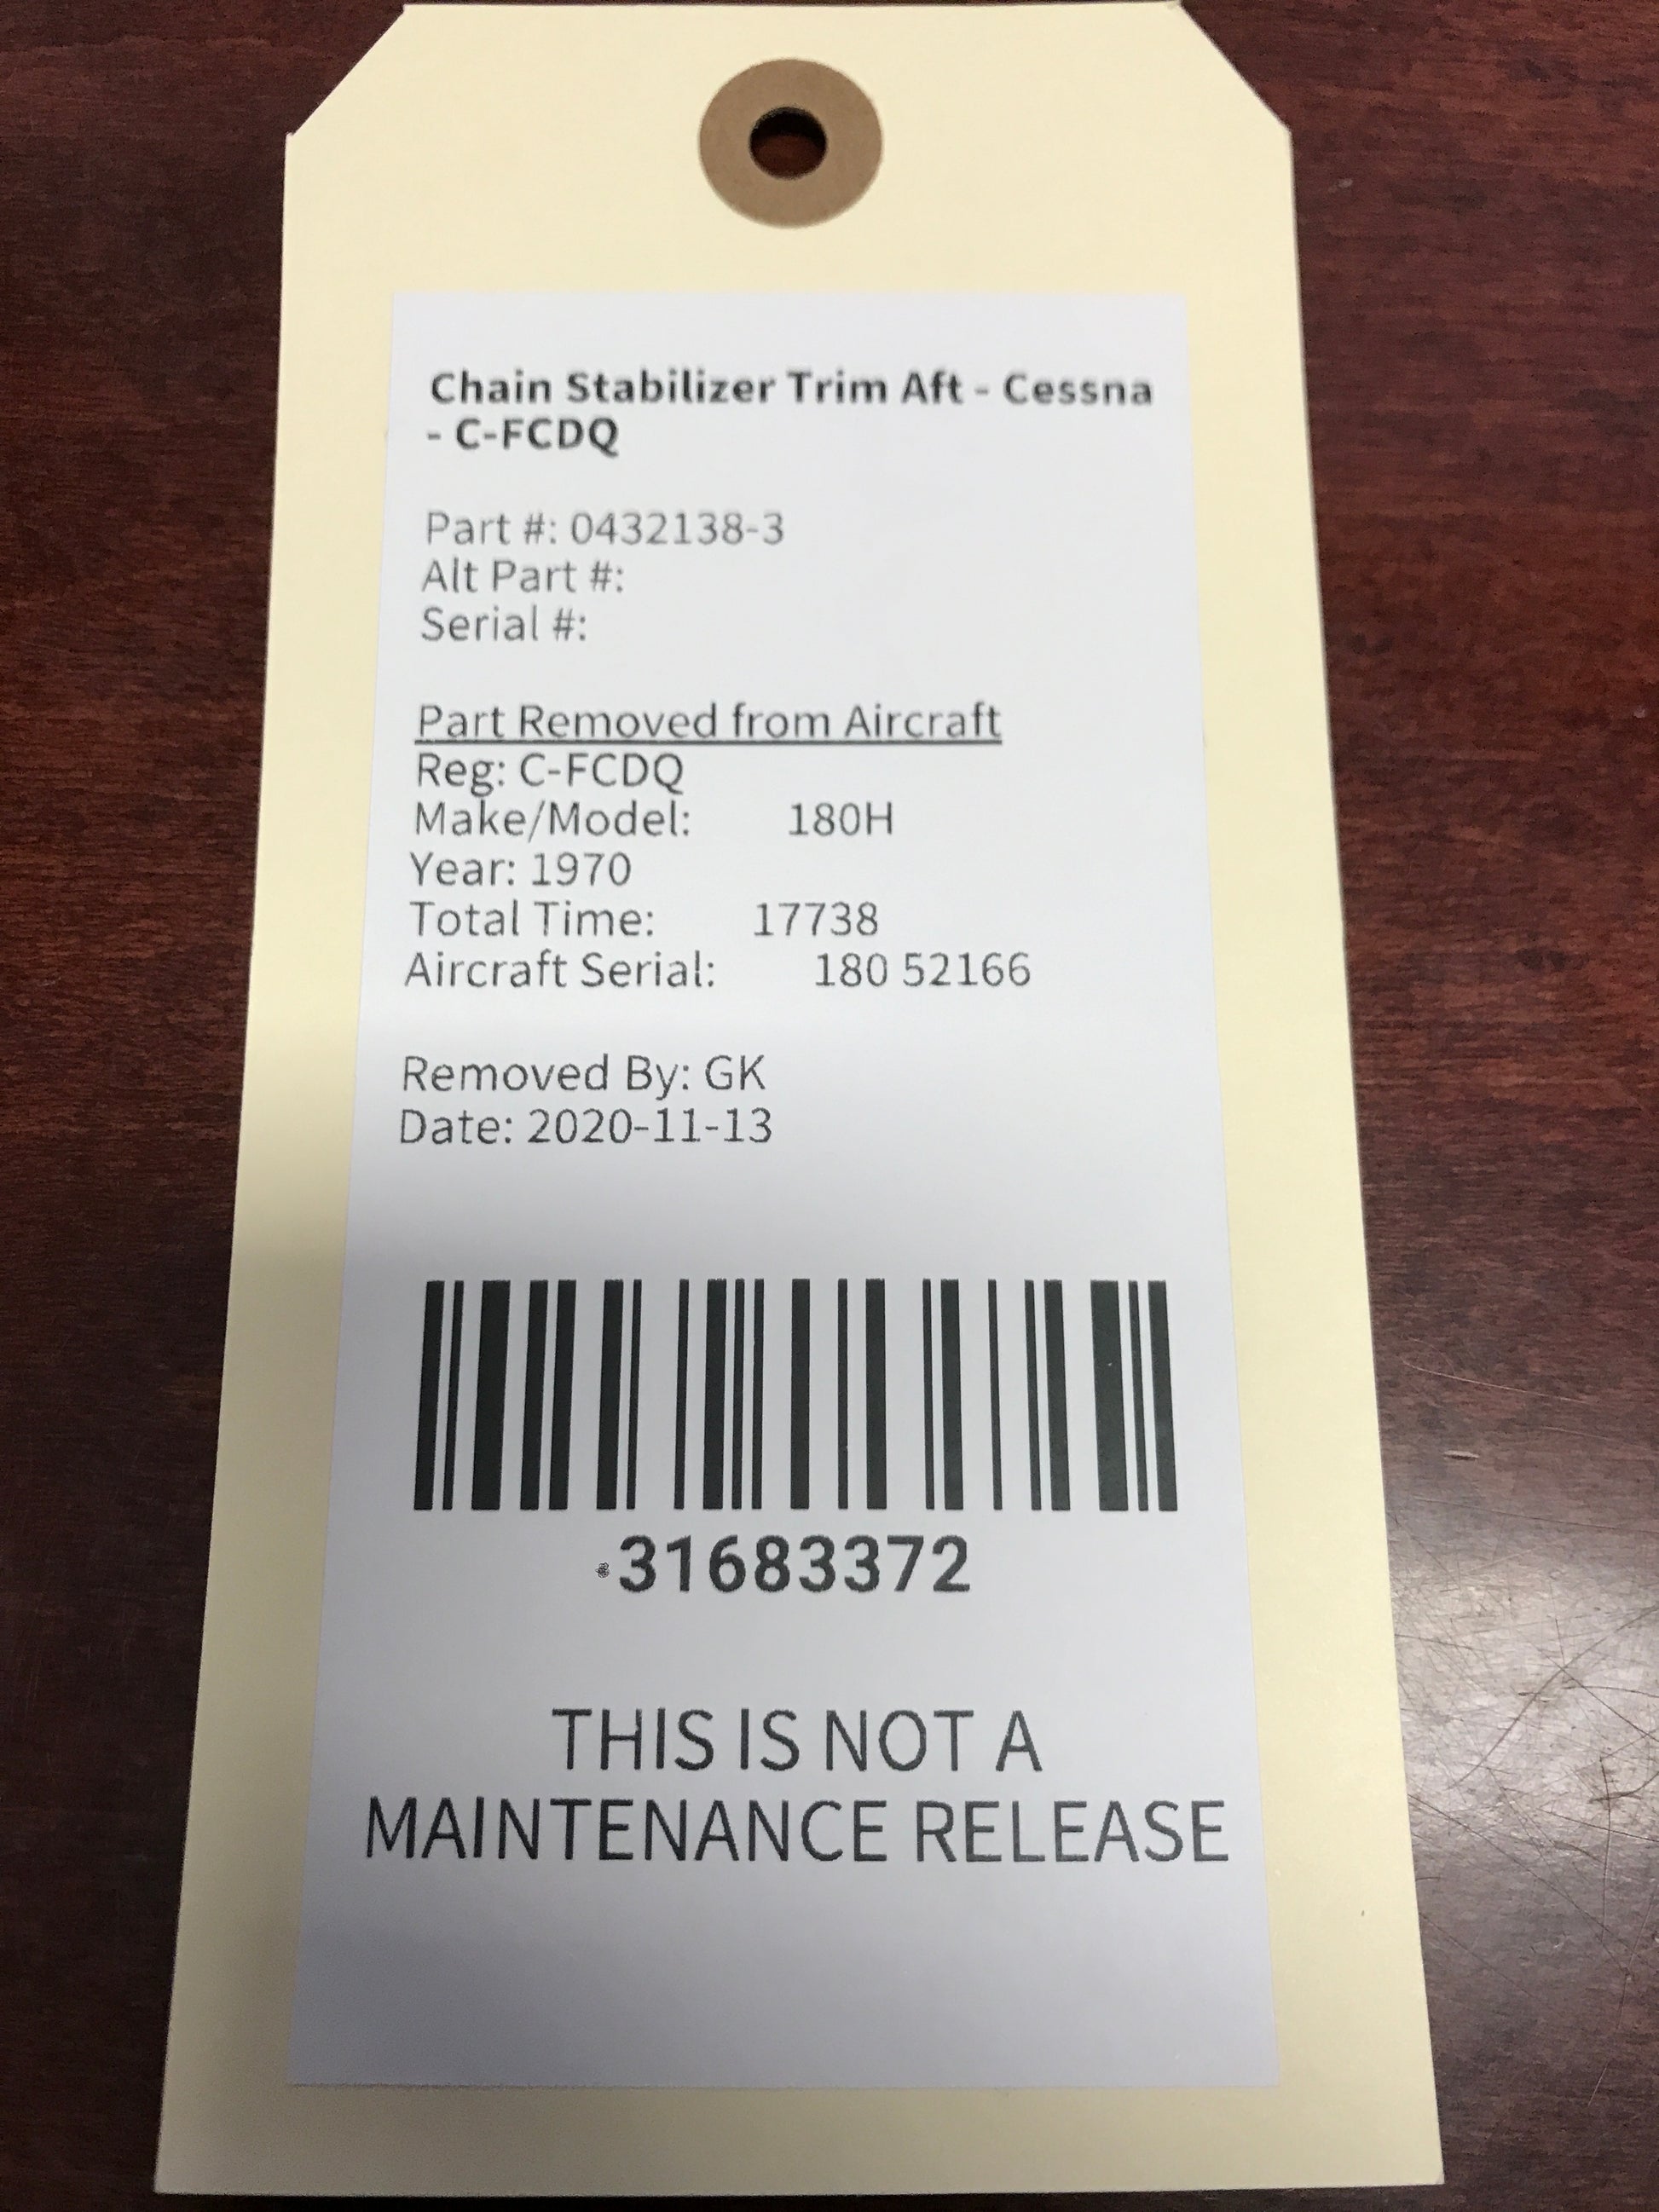 Chain Stabilizer Trim Aft - Cessna
- C-FCDQ
Part #: 0432138-3
Alt Part #:
Serial #:
Part Removed from Aircraft
Reg: C-FCDQ
Make/Model: 180H
Year: 1970
Total Time: 17738
Aircraft Serial: 180 52166
Removed By: GK
Date: 2020-11-13
31683372
THIS IS NOT A
MAINTENANCE RELEASE